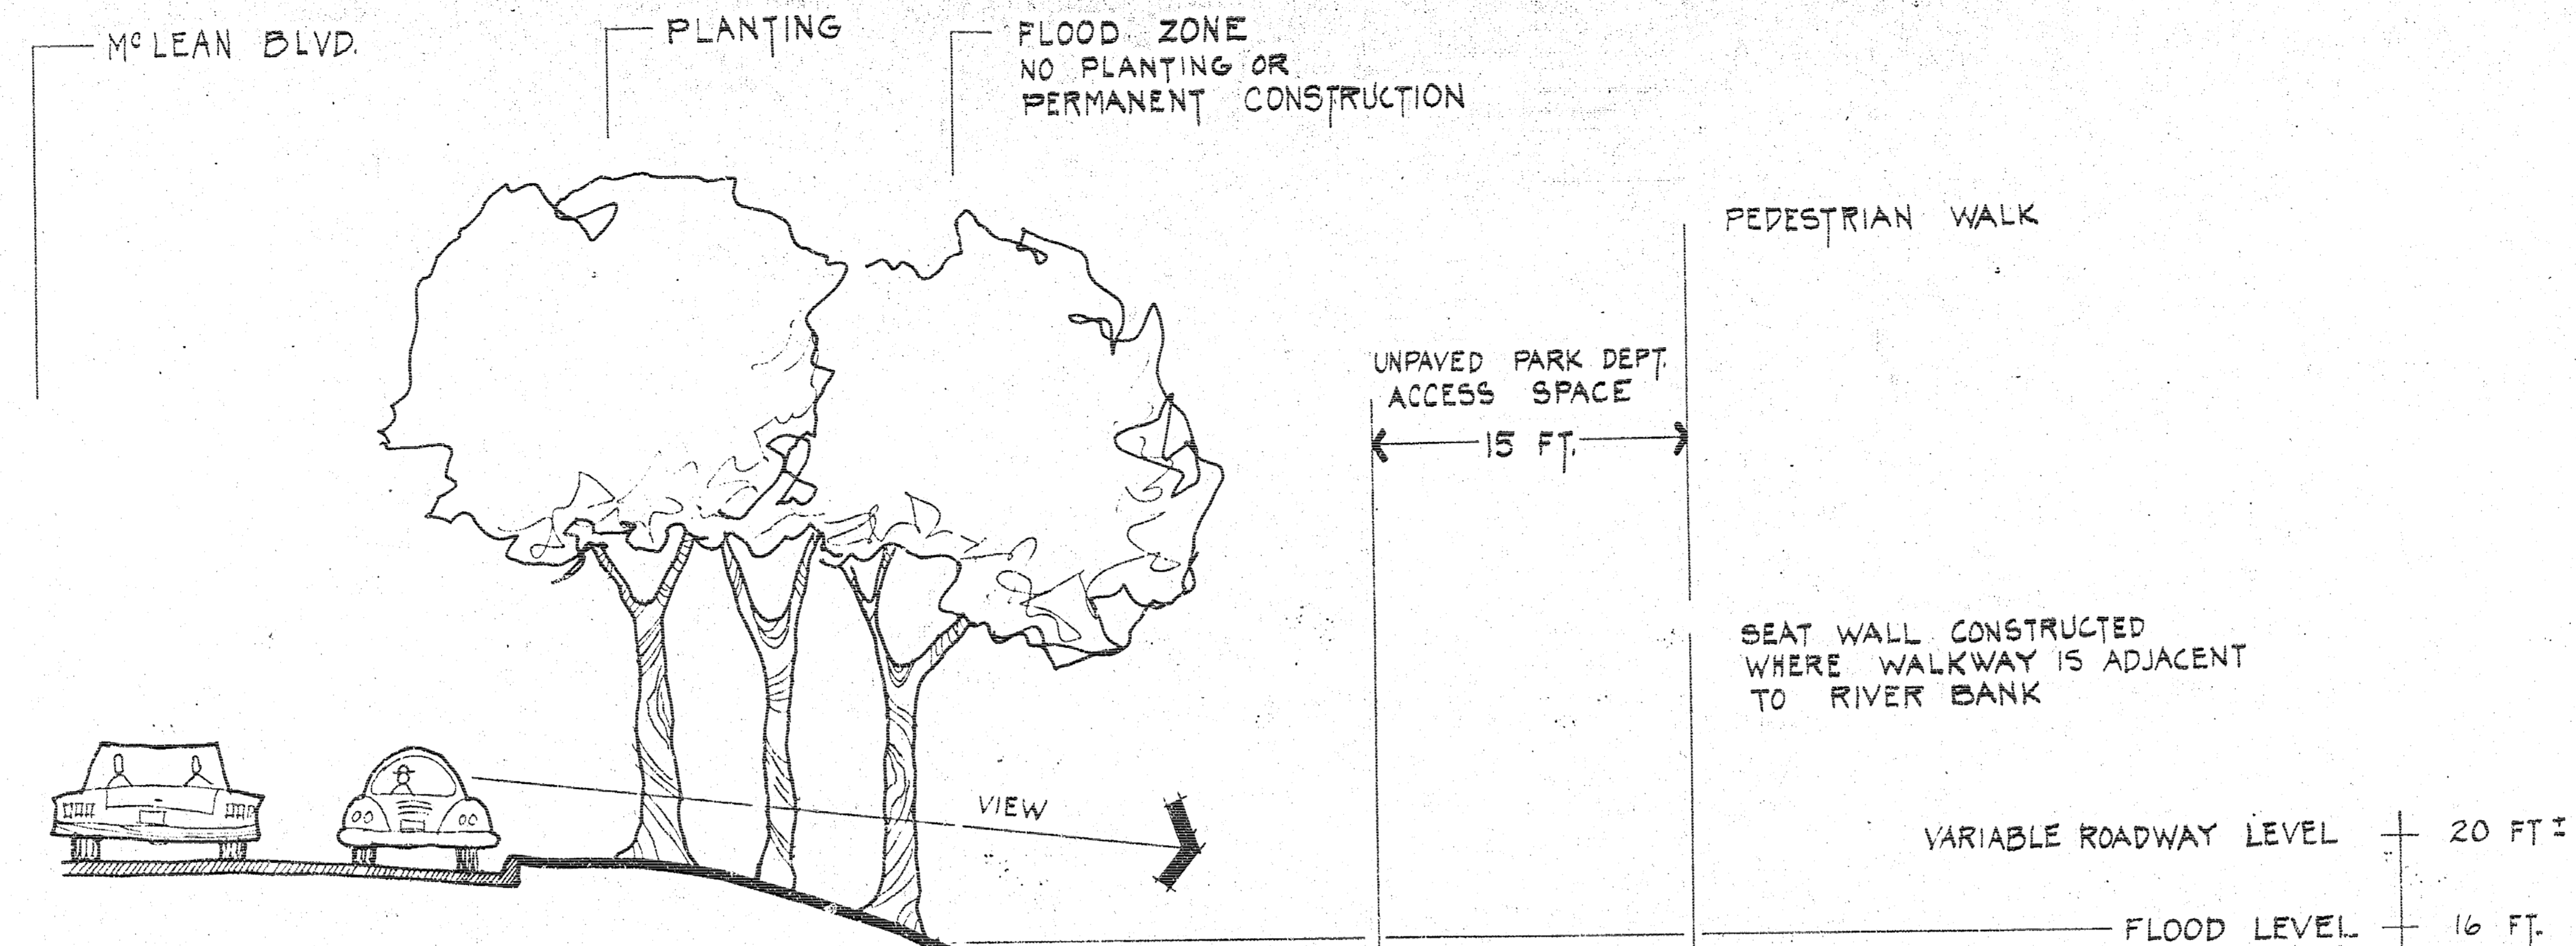 McLEAN BLVD.
PLANTING
FLOOD ZONE
NO PLANTING OR
PERMANENT CONSTRUCTION
PEDESTRIAN WALK
UNPAVED PARK DEPT.
ACCESS SPACE
15 FT.
SEAT WALL CONSTRUCTED
WHERE WALKWAY IS ADJACENT
TO RIVER BANK
VIEW
VARIABLE ROADWAY LEVEL 20 FT ±
FLOOD LEVEL 16 FT.